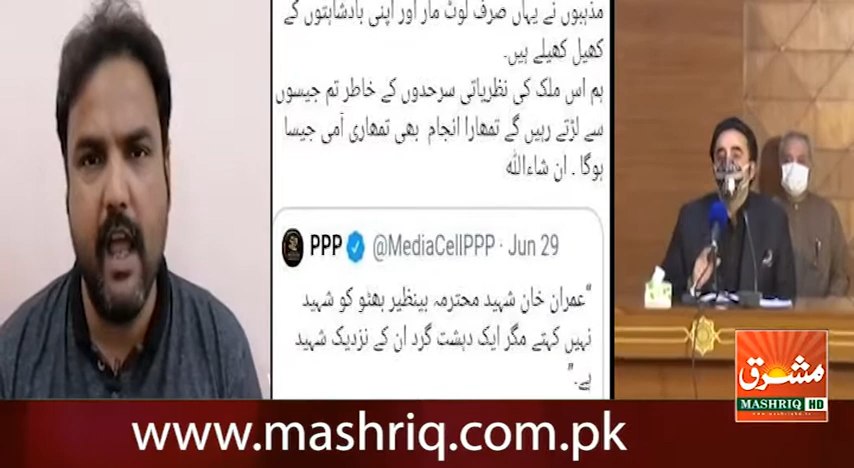 مذہبوں نے یہاں صرف لوٹ مار اور اپنی بادشاہتوں کے
کھیل کھیلے ہیں.
ہم اس ملک کی نظریاتی سرحدوں کے خاطر تم جیسوں
سے لڑتے رہیں گے تمھارا انجام بھی تمھاری آمی جیسا
ہوگا . ان شاءاللہ
PPP @MediaCellPPP · Jun 29
“عمران خان شہید محترمہ بینظیر بھٹو کو شہید
نہیں کہتے مگر ایک دہشت گرد ان کے نزدیک شہید
ہے.”
مشرق
MASHRIQ HD
www.mashriq.com.pk